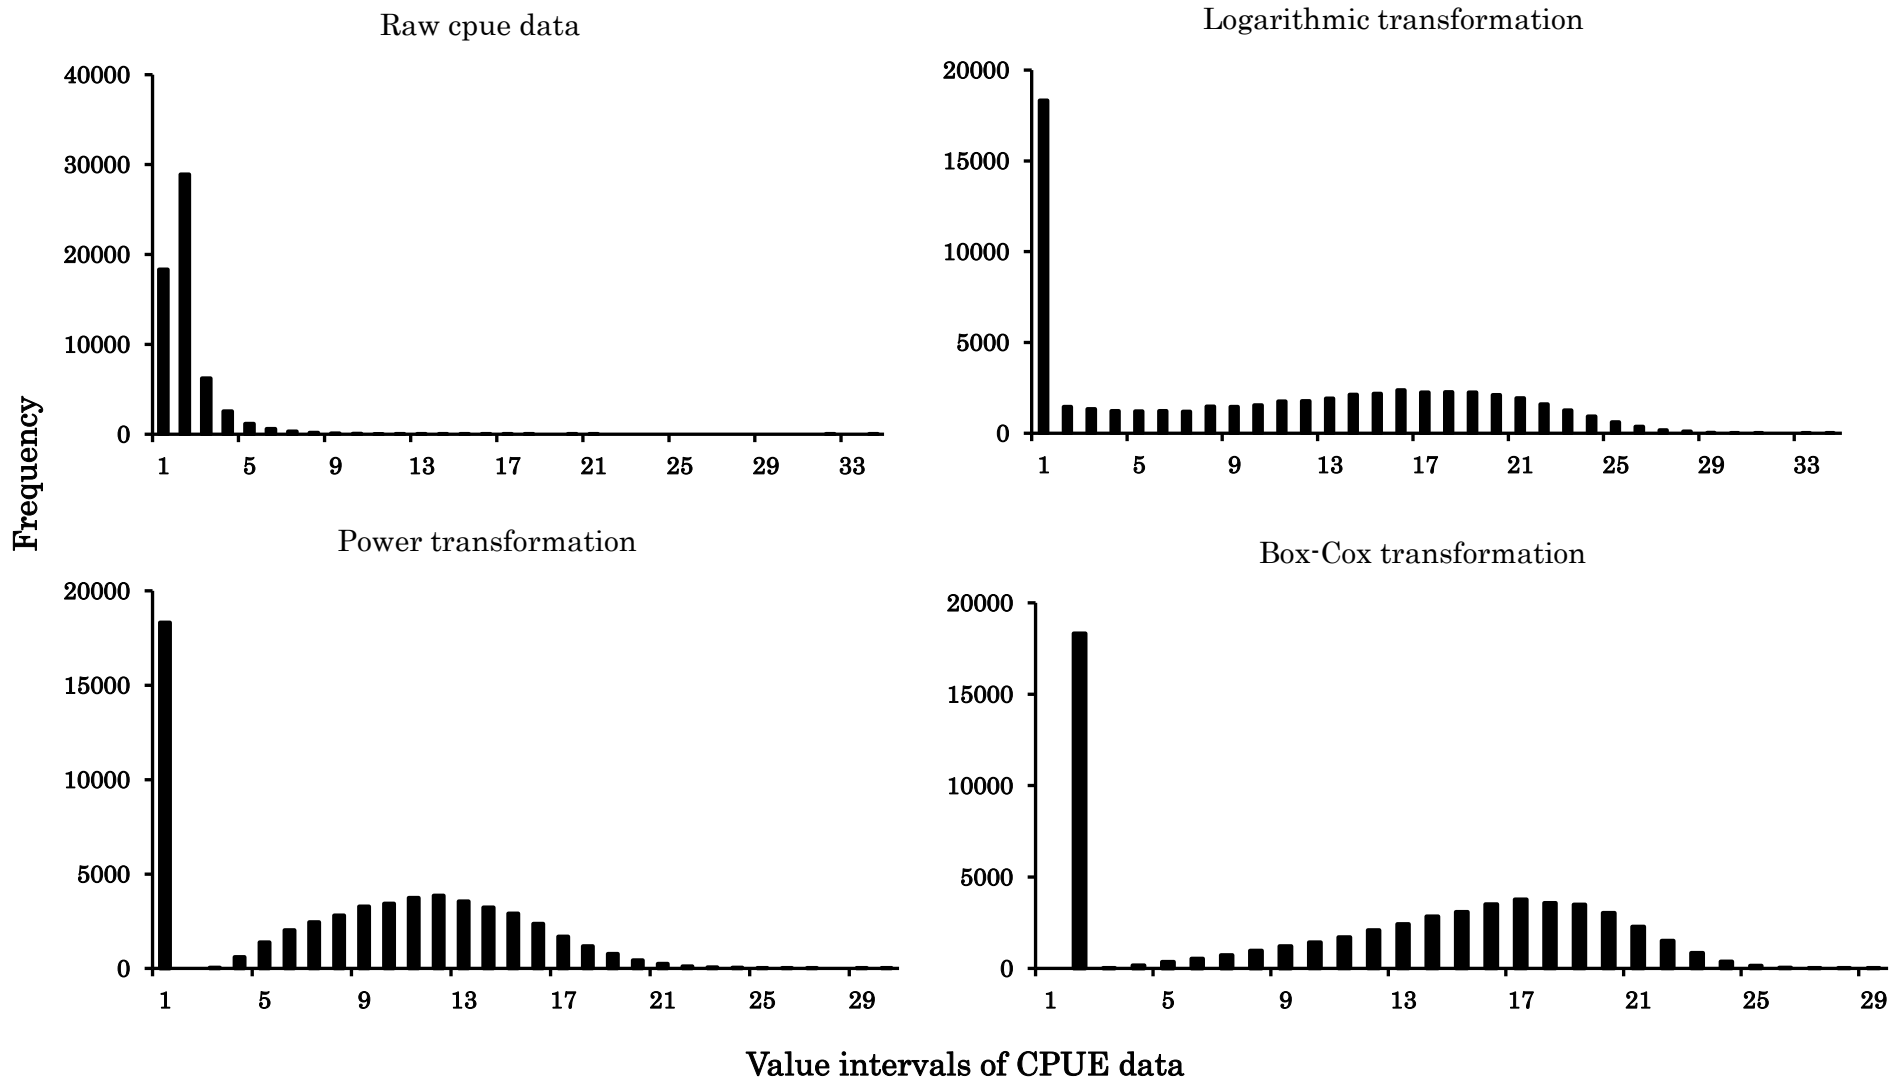 Raw cpue data
40000
30000
20000
10000
0
1 5 9 13 17 21 25 29 33
Logarithmic transformation
20000
15000
10000
5000
0
1 5 9 13 17 21 25 29 33
Frequency
Power transformation
20000
15000
10000
5000
0
1 5 9 13 17 21 25 29
Box-Cox transformation
20000
15000
10000
5000
0
1 5 9 13 17 21 25 29
Value intervals of CPUE data